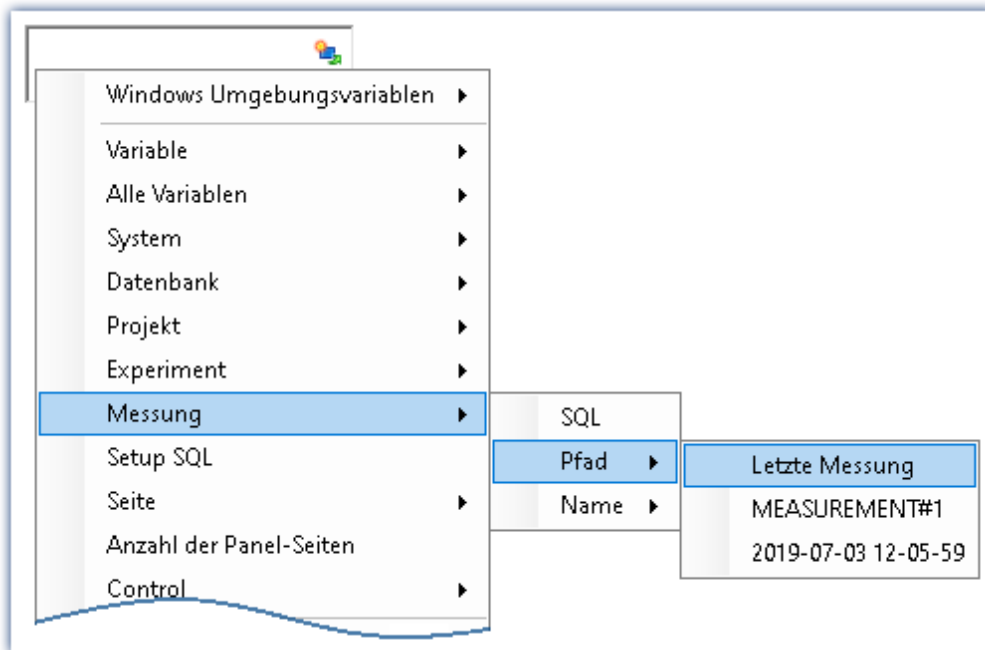 Windows Umgebungsvariablen
Variable
Alle Variablen
System
Datenbank
Projekt
Experiment
Messung
Setup SQL
Seite
Anzahl der Panel-Seiten
Control
SQL
Pfad
Name
Letzte Messung
MEASUREMENT#1
2019-07-03 12-05-59